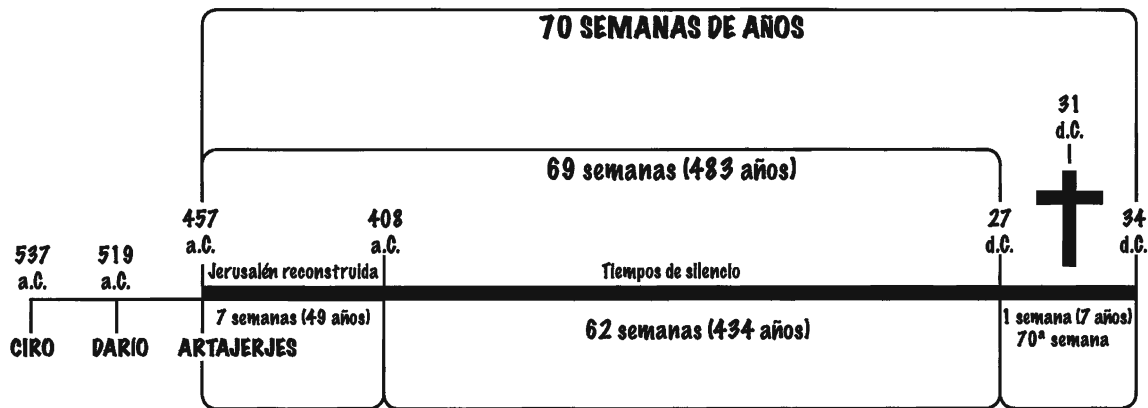 70 SEMANAS DE AÑOS
31
d.C.
69 semanas (483 años)
457
a.C.
408
a.C.
27
d.C.
34
d.C.
537
a.C.
519
a.C.
Jerusalén reconstruida
Tiempos de silencio
7 semanas (49 años)
62 semanas (434 años)
1 semana (7 años)
70ª semana
CIRO
DARÍO
ARTAJERJES